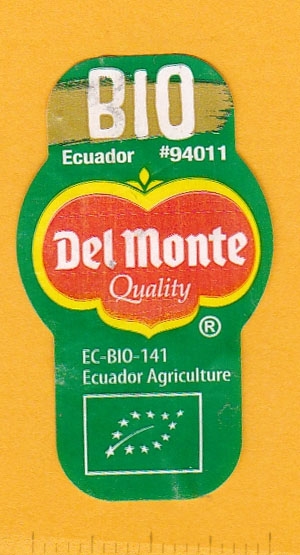 BIO
Ecuador #94011
Del Monte
Quality
®
EC-BIO-141
Ecuador Agriculture